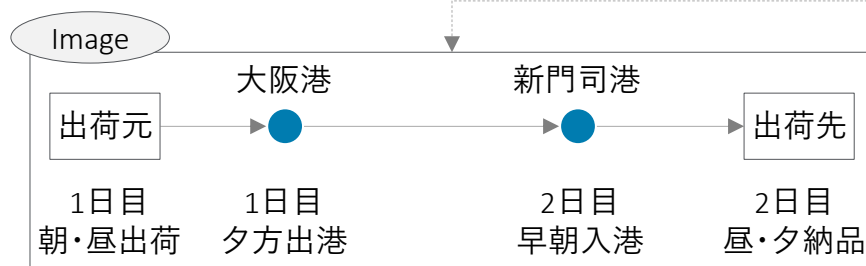 Image
大阪港
新門司港
出荷元
出荷先
1日目
朝・昼出荷
1日目
夕方出港
2日目
早朝入港
2日目
昼・夕納品